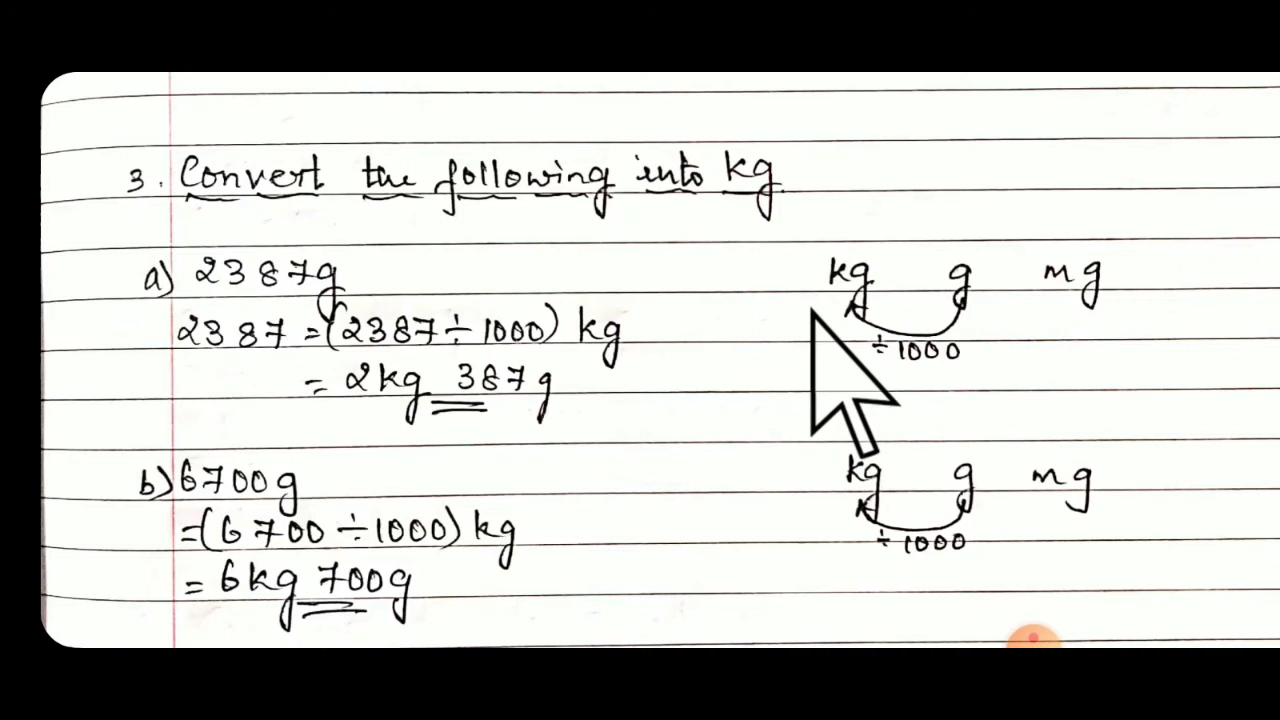 3. Convert the following into kg
a) 2387g
2387 = (2387 ÷ 1000) kg
= 2kg 387g
kg g mg
÷ 1000
b) 6700g
= (6700 ÷ 1000) kg
= 6kg 700g
kg g mg
÷ 1000